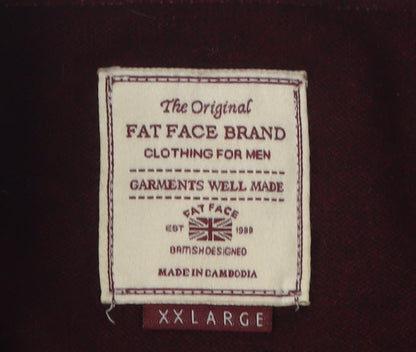 The Original
FAT FACE BRAND
CLOTHING FOR MEN
GARMENTS WELL MADE
FAT FACE
EST 1988
BRITISH DESIGNED
MADE IN CAMBODIA
XXLARGE